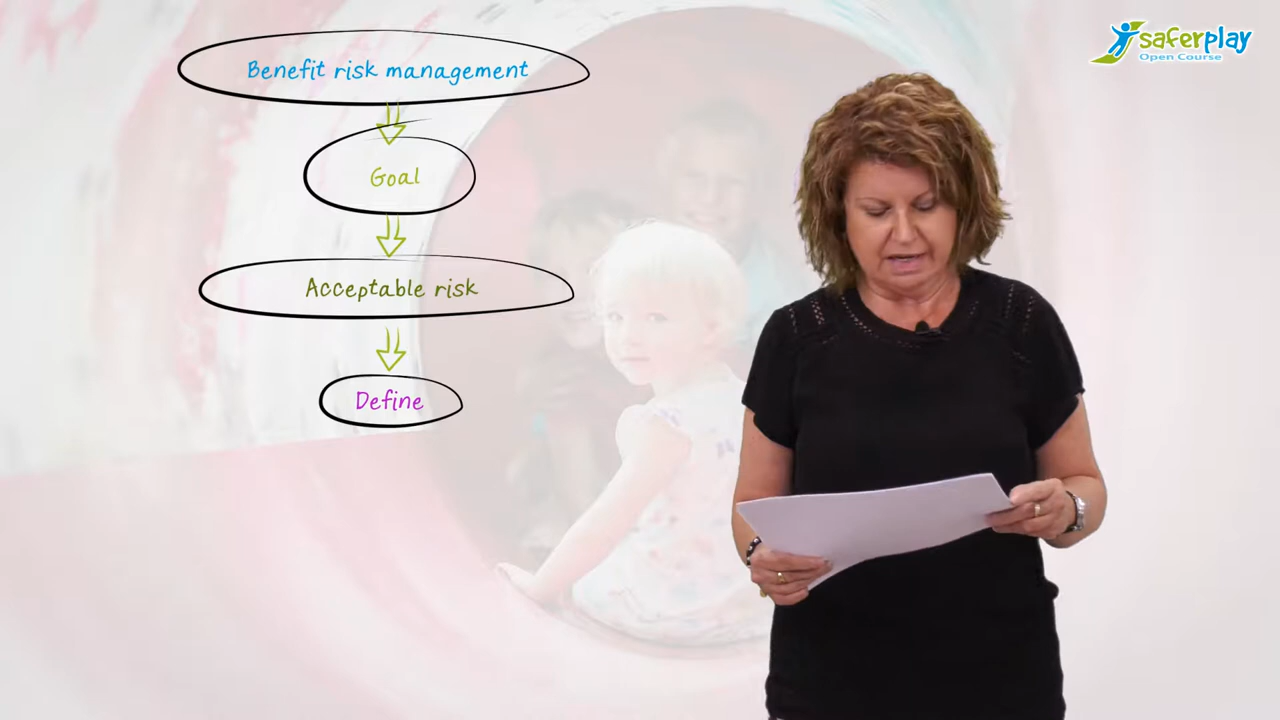 Benefit risk management
Goal
Acceptable risk
Define
saferplay
Open Course